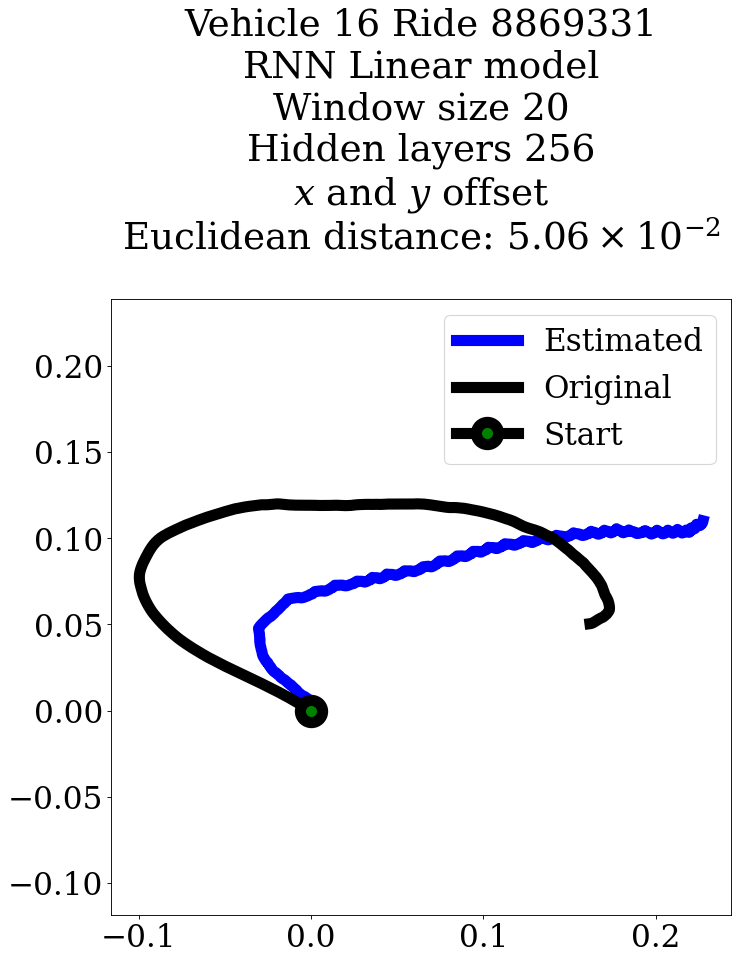 Vehicle 16 Ride 8869331
RNN Linear model
Window size 20
Hidden layers 256
x and y offset
Euclidean distance: 5.06 × 10⁻²
Estimated
Original
Start
0.20
0.15
0.10
0.05
0.00
−0.05
−0.10
−0.1 0.0 0.1 0.2